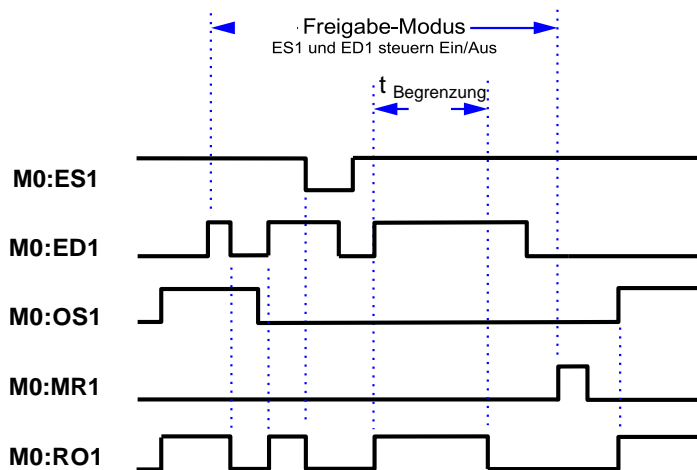 Freigabe-Modus
ES1 und ED1 steuern Ein/Aus
t Begrenzung
M0:ES1
M0:ED1
M0:OS1
M0:MR1
M0:RO1